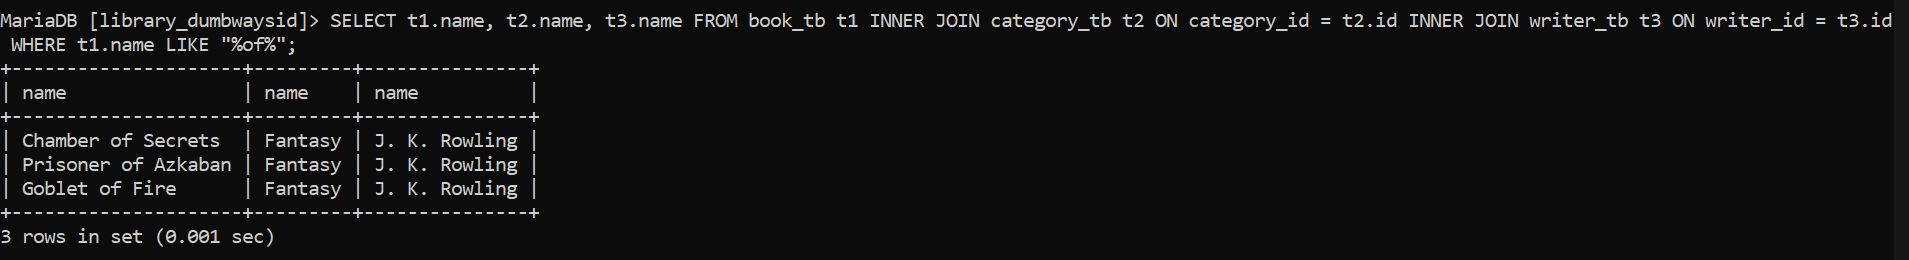 MariaDB [library_dumbwaysid]> SELECT t1.name, t2.name, t3.name FROM book_tb t1 INNER JOIN category_tb t2 ON category_id = t2.id INNER JOIN writer_tb t3 ON writer_id = t3.id
 WHERE t1.name LIKE "%of%";
+---------------------+---------+---------------+
| name                | name    | name          |
+---------------------+---------+---------------+
| Chamber of Secrets  | Fantasy | J. K. Rowling |
| Prisoner of Azkaban | Fantasy | J. K. Rowling |
| Goblet of Fire      | Fantasy | J. K. Rowling |
+---------------------+---------+---------------+
3 rows in set (0.001 sec)